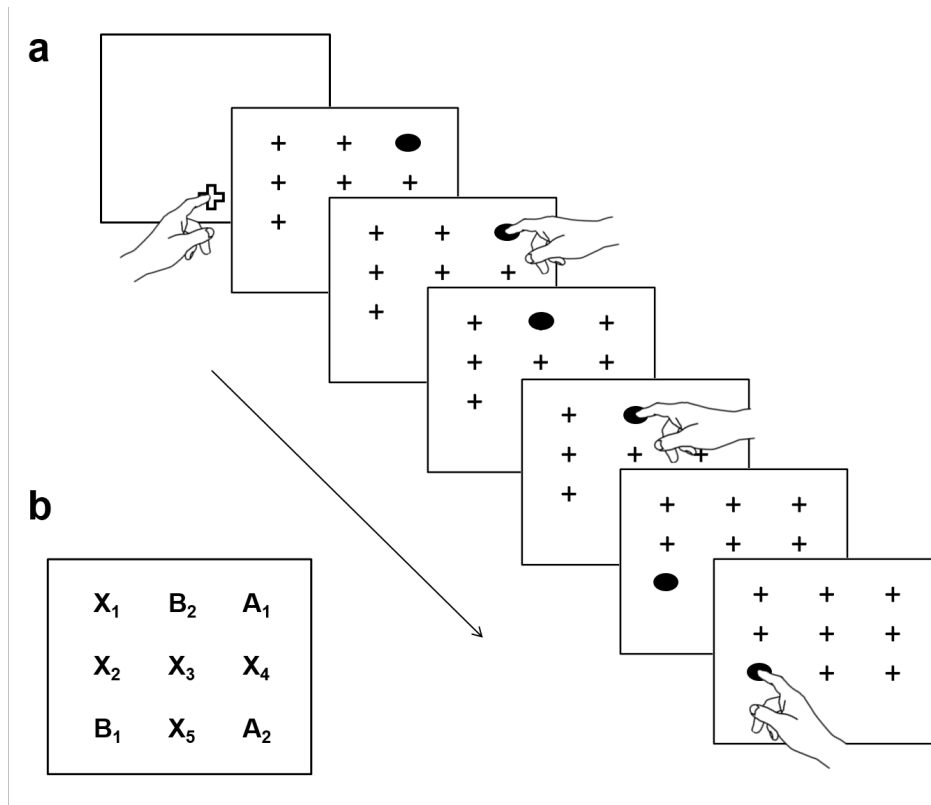 a
b
X₁ B₂ A₁
X₂ X₃ X₄
B₁ X₅ A₂